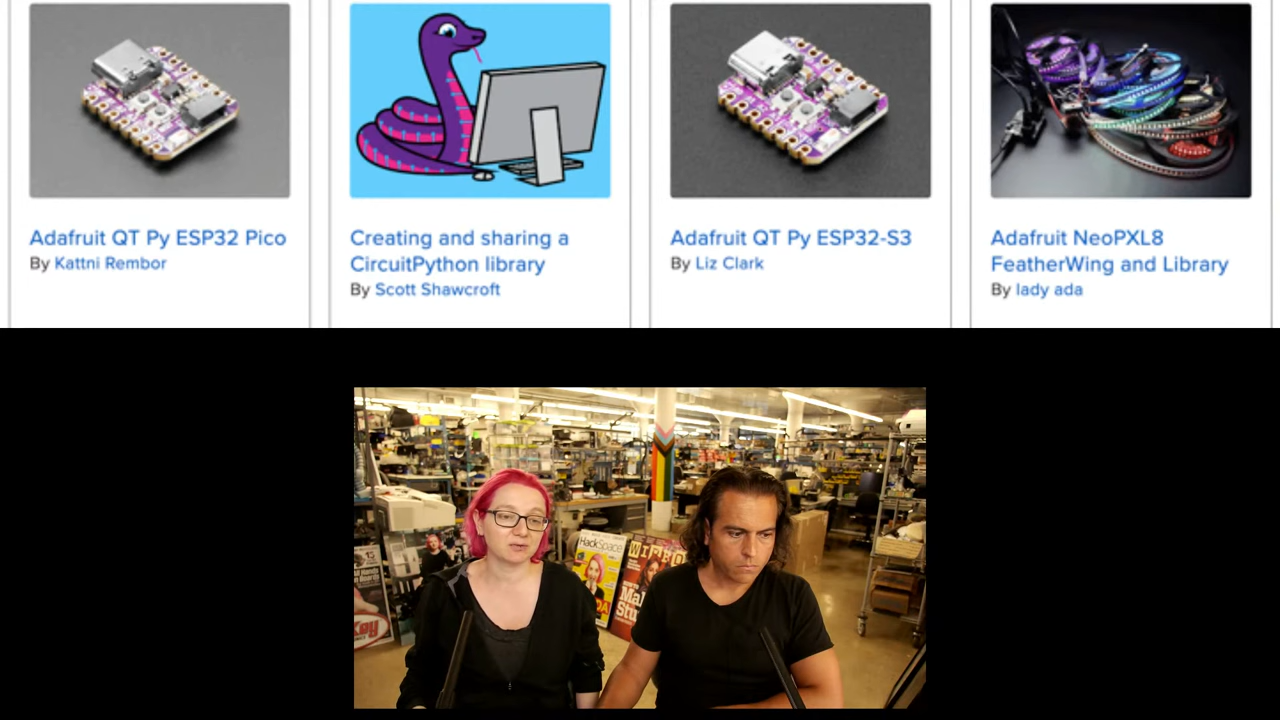 Adafruit QT Py ESP32 Pico
By Kattni Rembor
Creating and sharing a
CircuitPython library
By Scott Shawcroft
Adafruit QT Py ESP32-S3
By Liz Clark
Adafruit NeoPXL8
FeatherWing and Library
By lady ada
HackSpace
WIRED